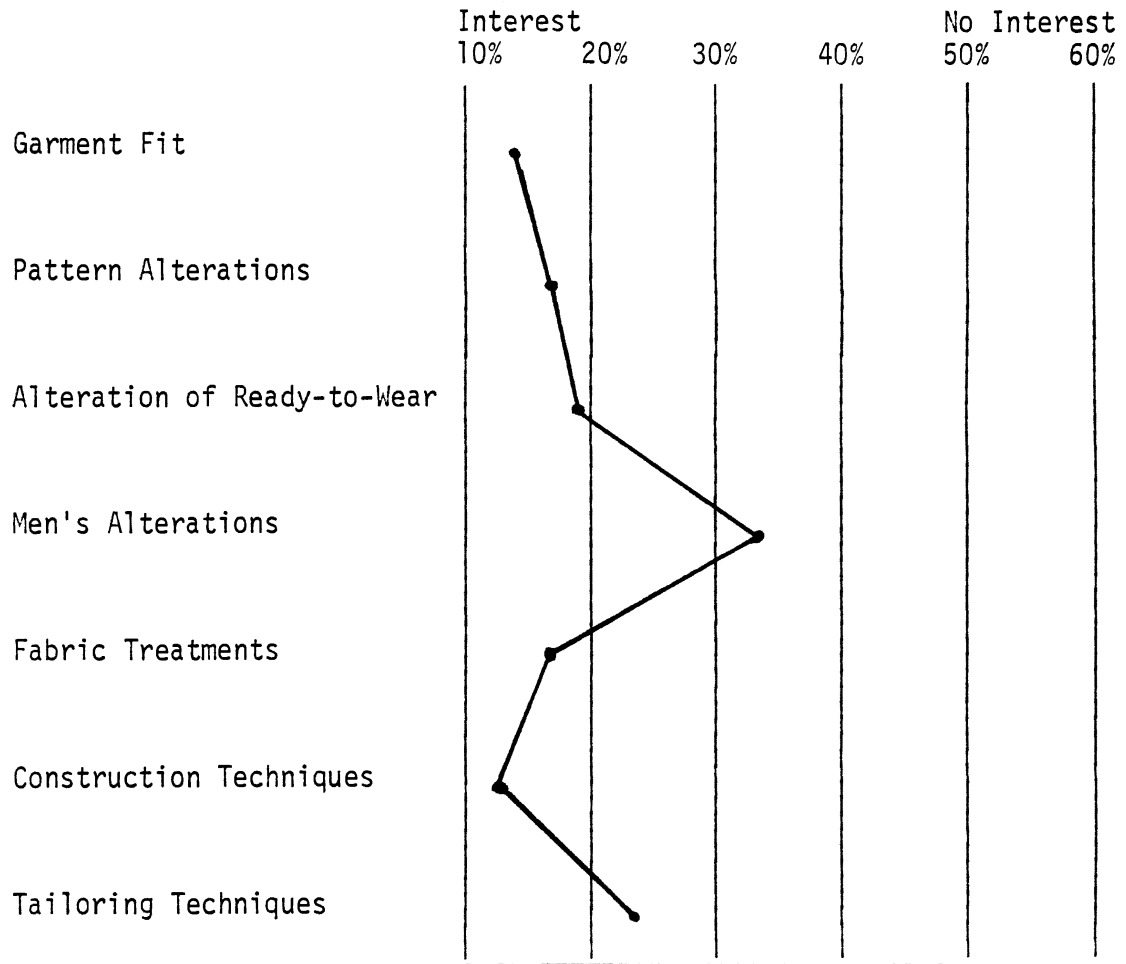 Interest No Interest
10% 20% 30% 40% 50% 60%
Garment Fit
Pattern Alterations
Alteration of Ready-to-Wear
Men's Alterations
Fabric Treatments
Construction Techniques
Tailoring Techniques